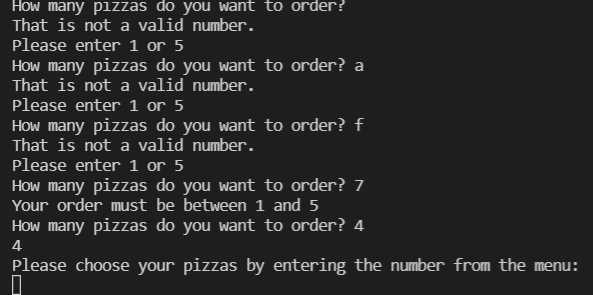 How many pizzas do you want to order?
That is not a valid number.
Please enter 1 or 5
How many pizzas do you want to order? a
That is not a valid number.
Please enter 1 or 5
How many pizzas do you want to order? f
That is not a valid number.
Please enter 1 or 5
How many pizzas do you want to order? 7
Your order must be between 1 and 5
How many pizzas do you want to order? 4
4
Please choose your pizzas by entering the number from the menu: